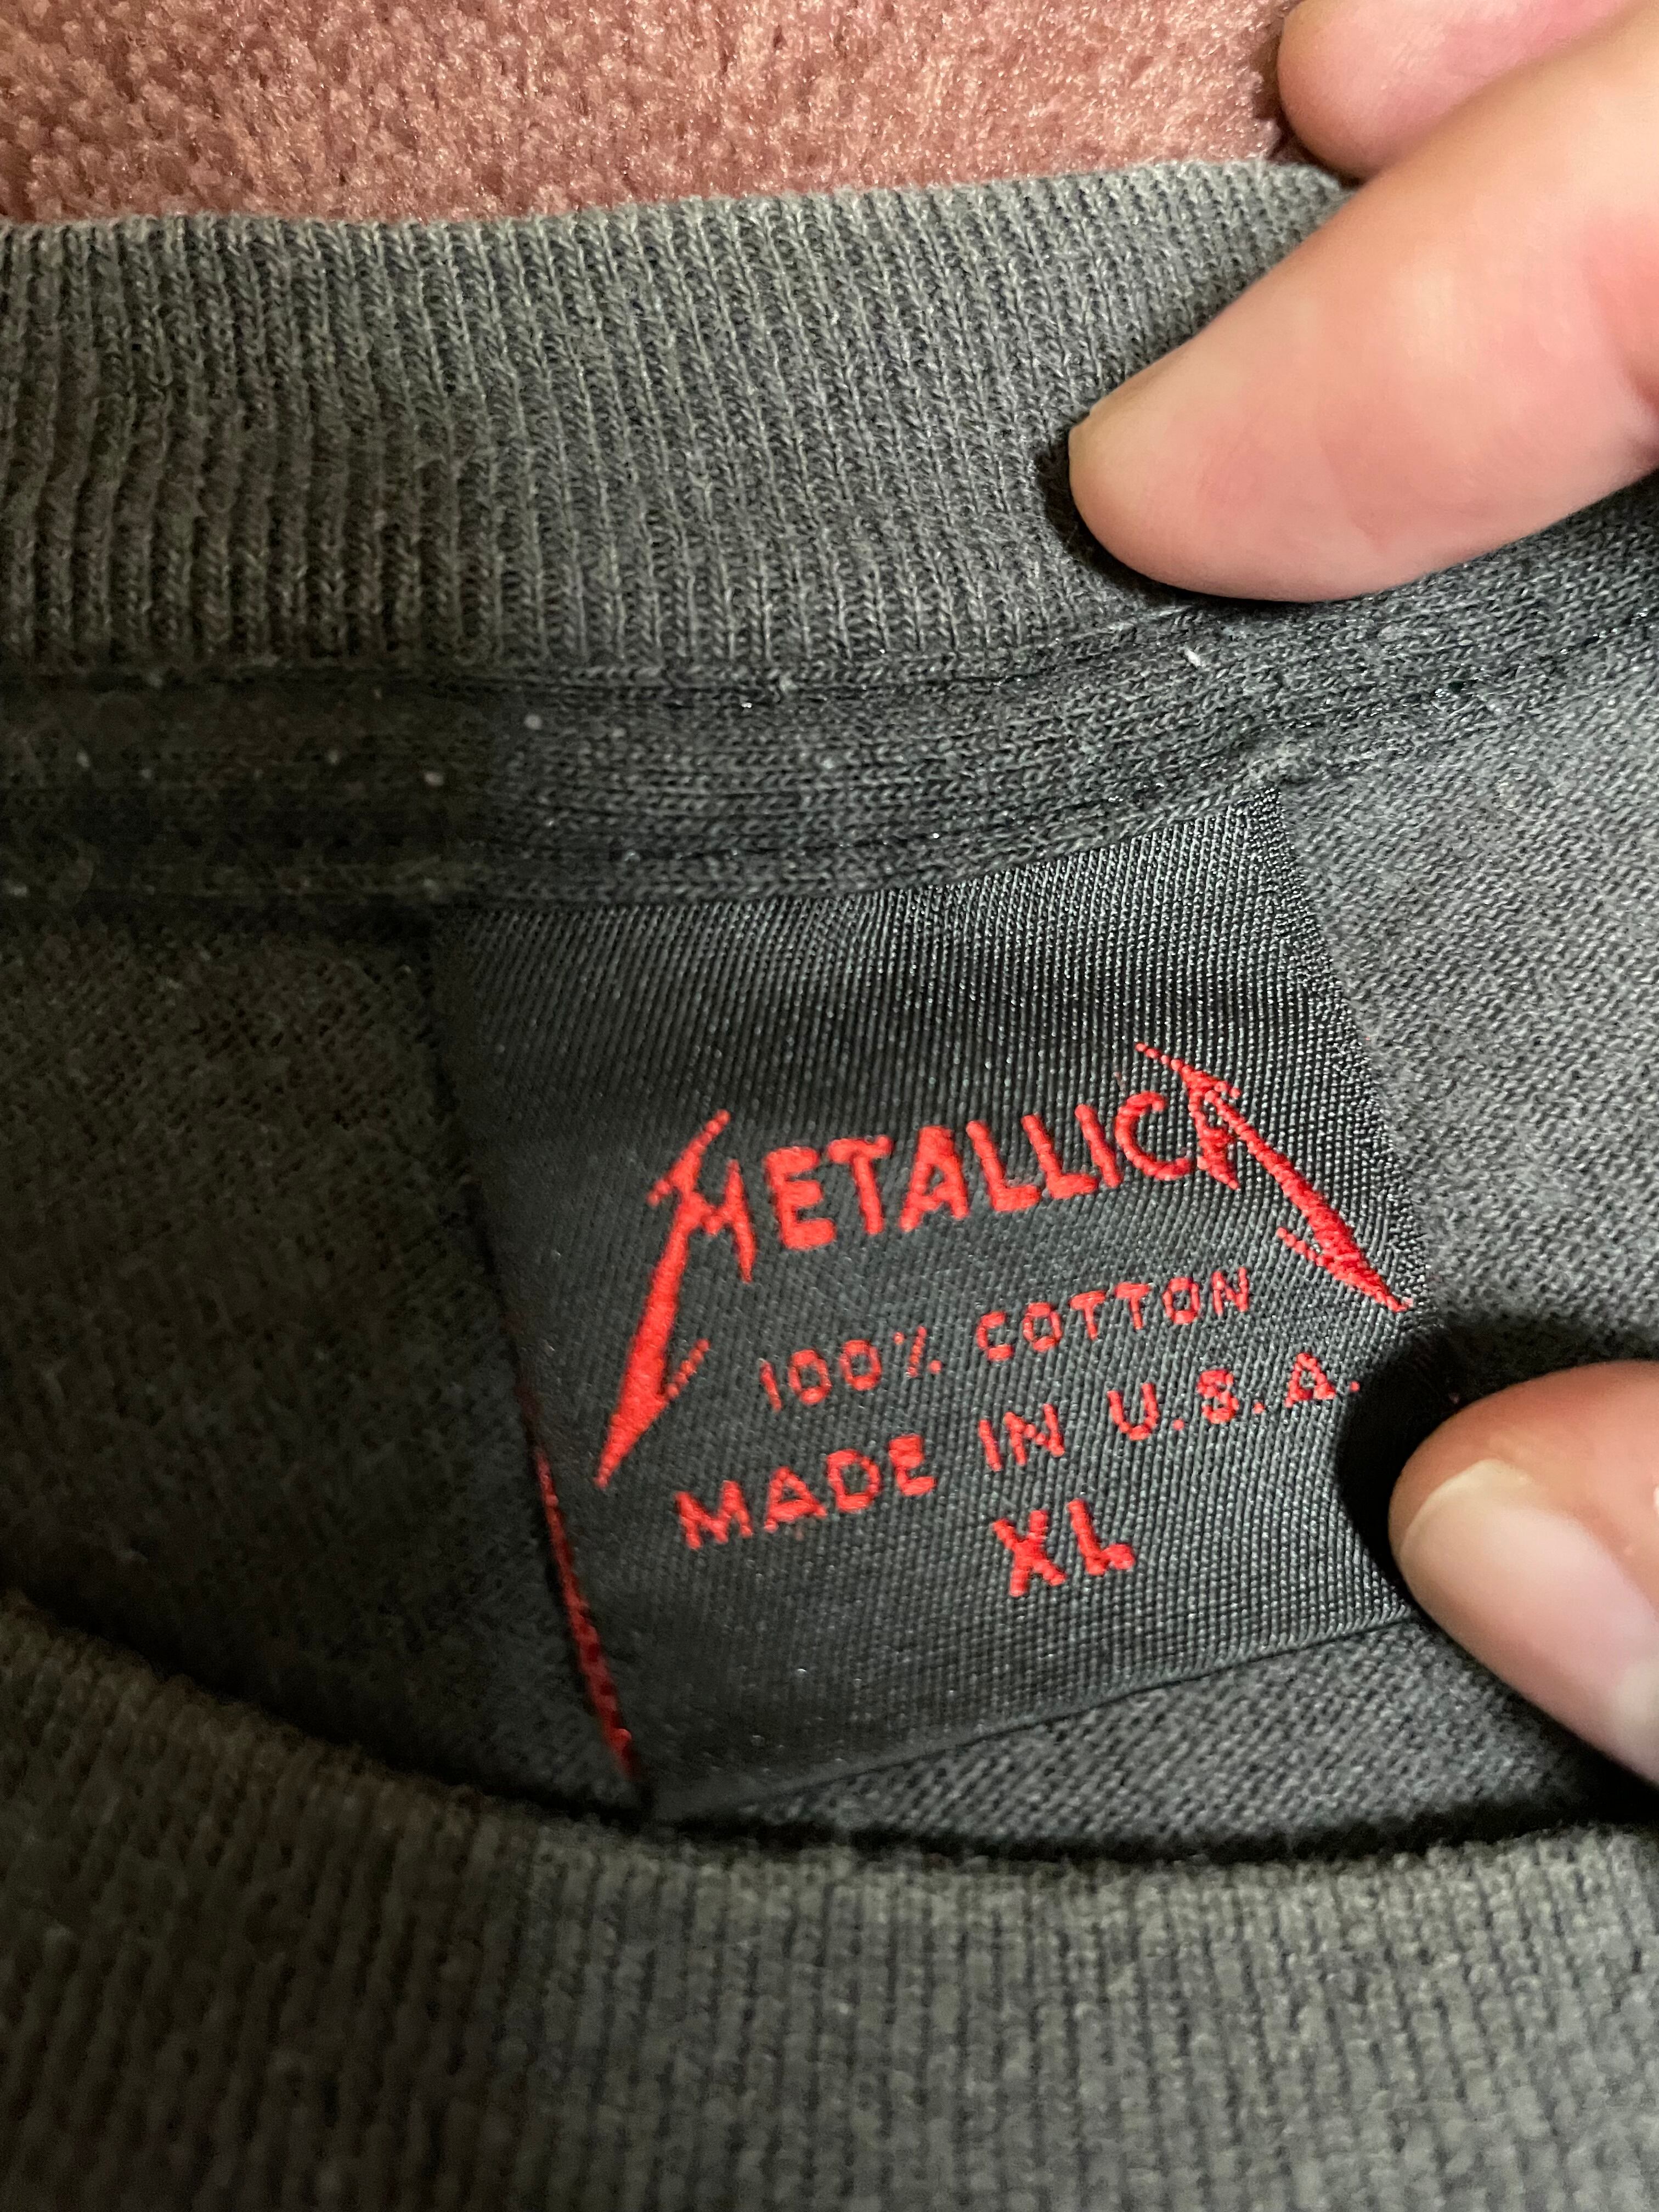 METALLICA
100% COTTON
MADE IN U.S.A.
XL